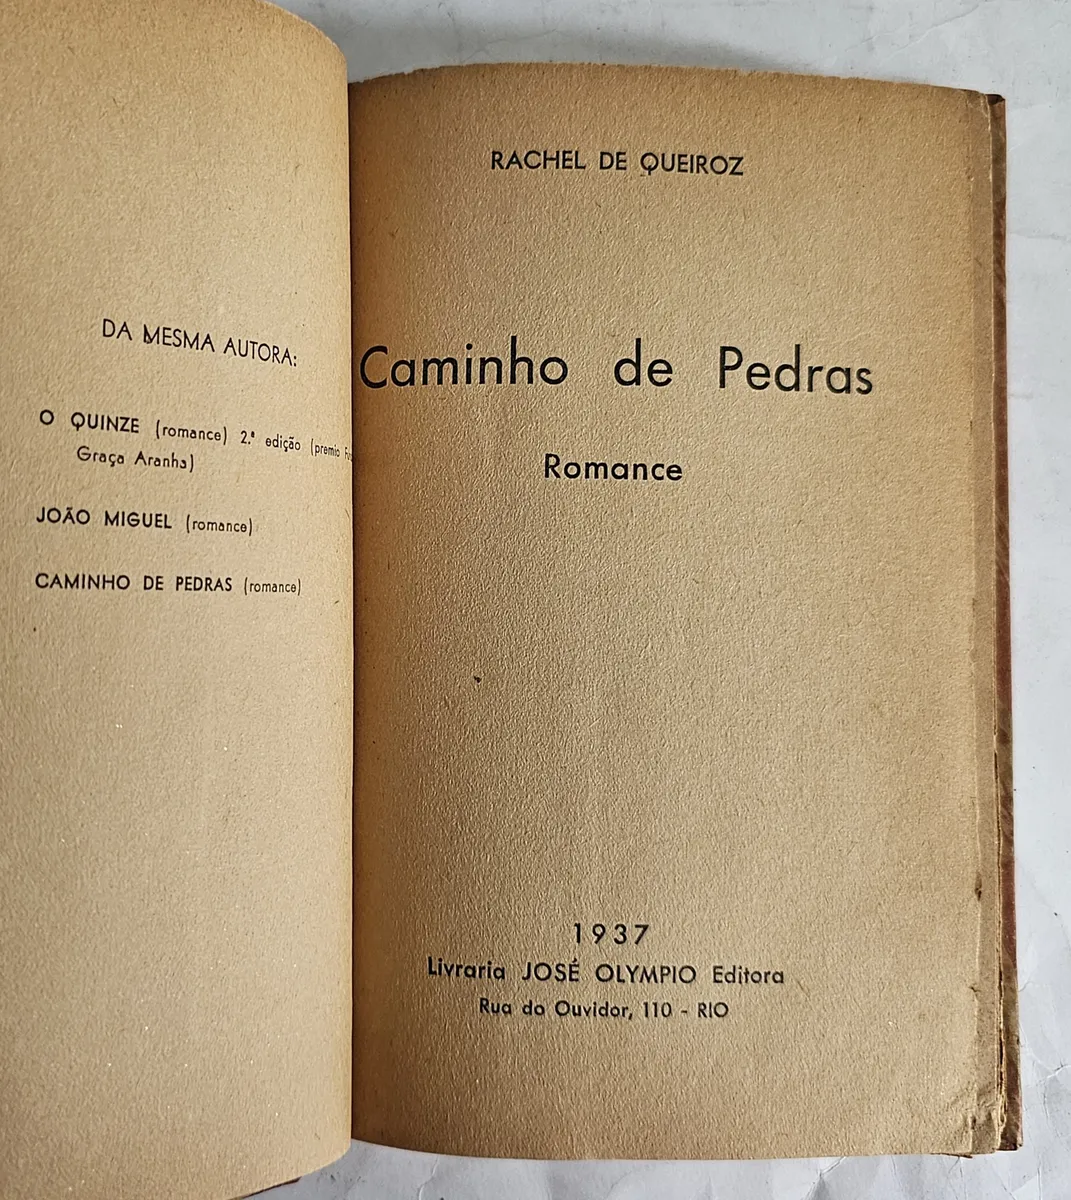 DA MESMA AUTORA:
O QUINZE (romance) 2.ª edição (premio
Graça Aranha)
JOÃO MIGUEL (romance)
CAMINHO DE PEDRAS (romance)
RACHEL DE QUEIROZ
Caminho de Pedras
Romance
1937
Livraria JOSÉ OLYMPIO Editora
Rua do Ouvidor, 110 - RIO